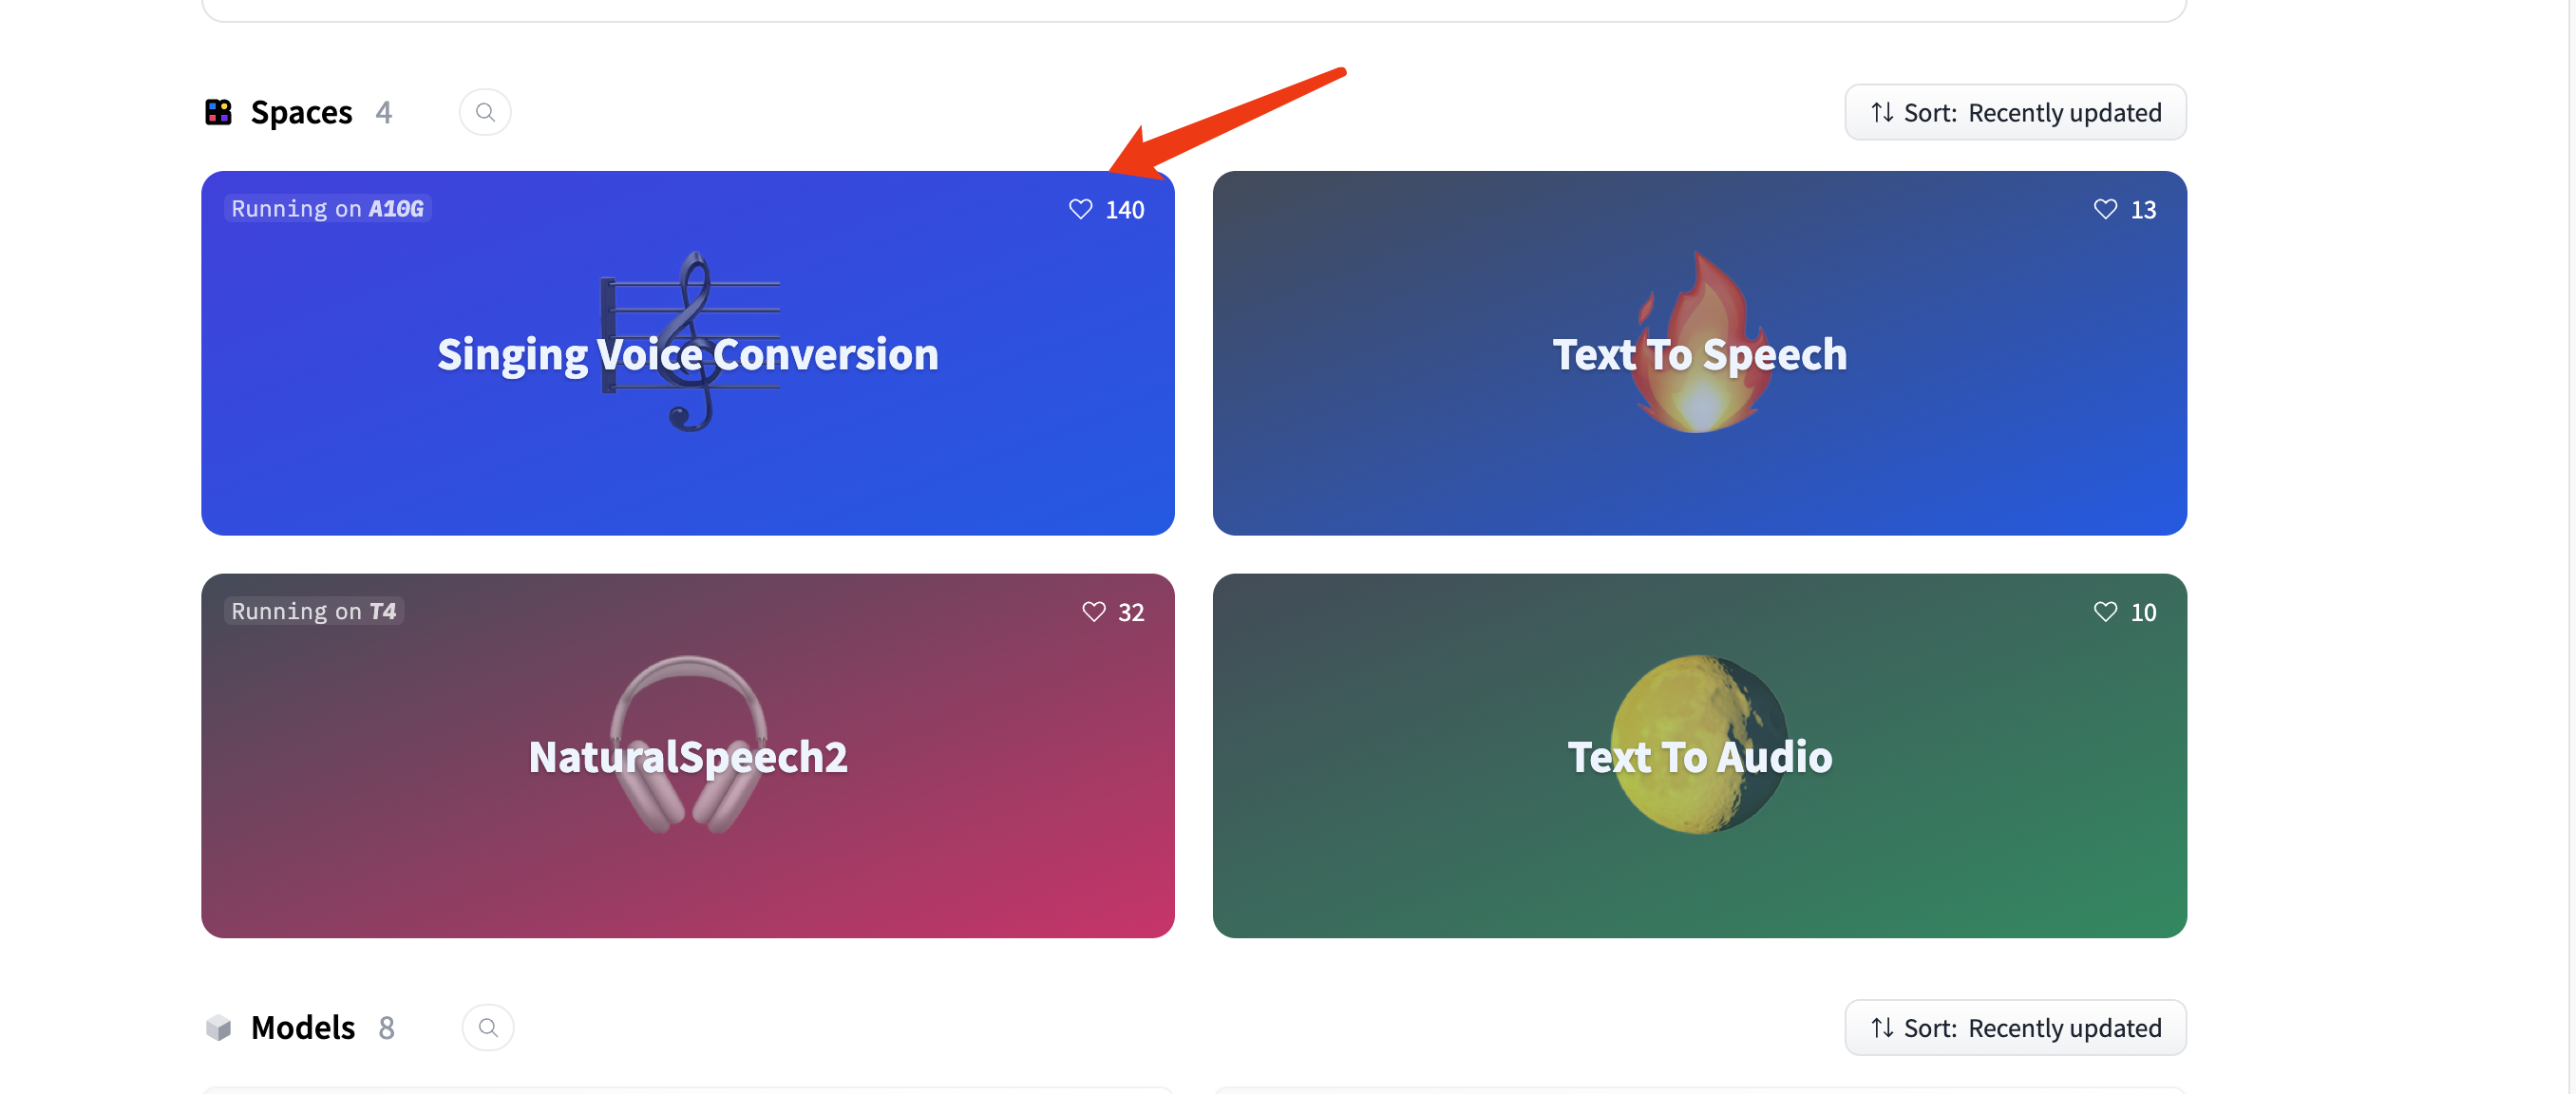 Spaces 4
Sort: Recently updated
Running on A10G
140
Singing Voice Conversion
13
Text To Speech
Running on T4
32
NaturalSpeech2
10
Text To Audio
Models 8
Sort: Recently updated